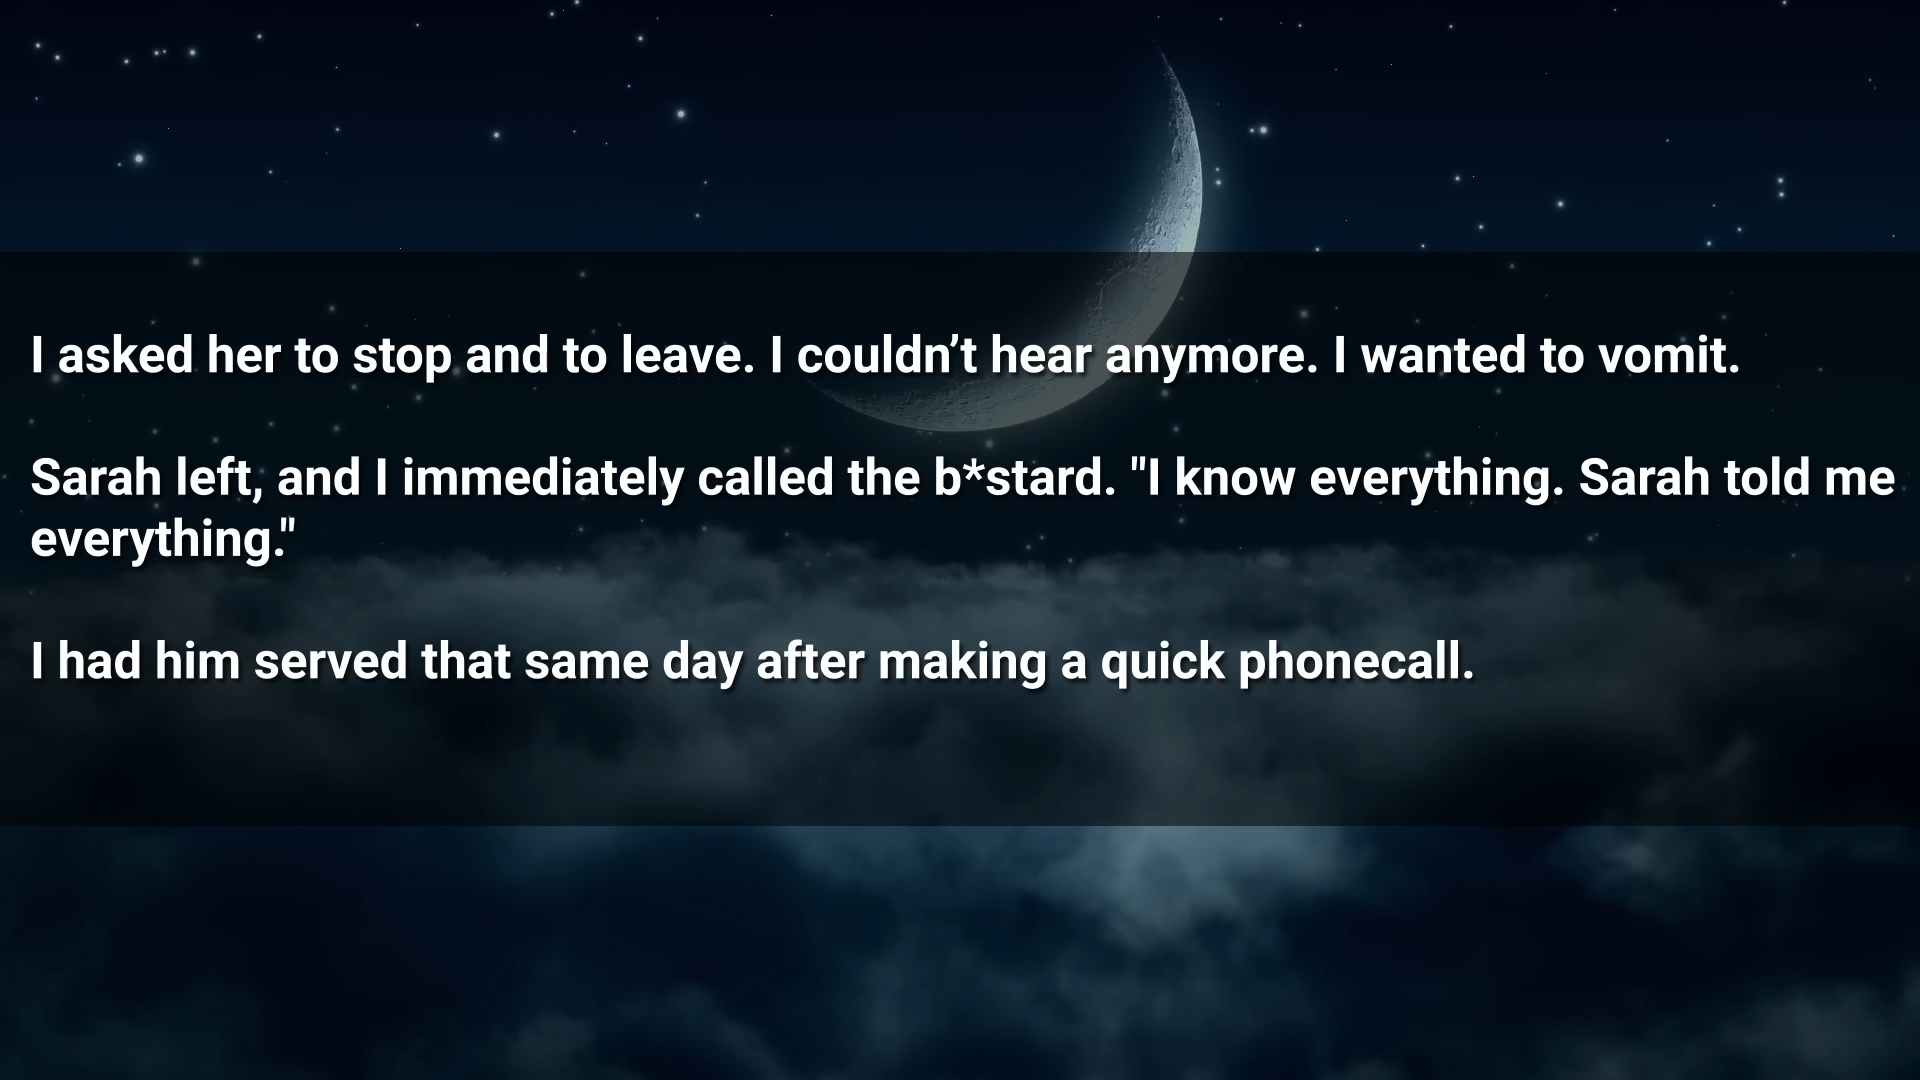 I asked her to stop and to leave. I couldn’t hear anymore. I wanted to vomit.
Sarah left, and I immediately called the b*stard. "I know everything. Sarah told me
everything."
I had him served that same day after making a quick phonecall.